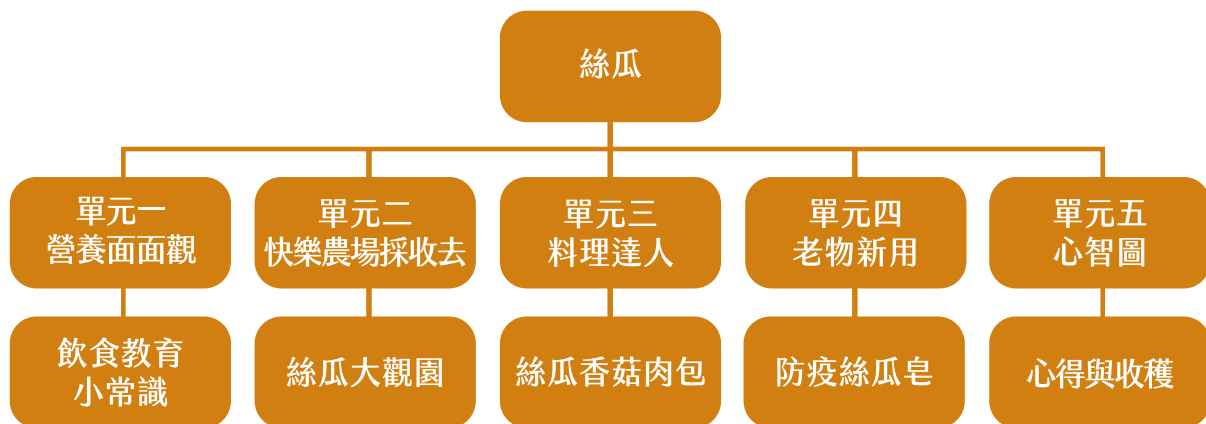 絲瓜
單元一
營養面面觀
單元二
快樂農場採收去
單元三
料理達人
單元四
老物新用
單元五
心智圖
飲食教育
小常識
絲瓜大觀園
絲瓜香菇肉包
防疫絲瓜皂
心得與收穫